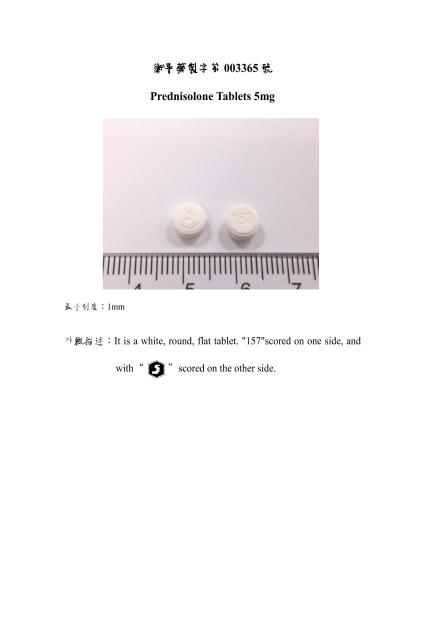 衛署藥製字第 003365 號
Prednisolone Tablets 5mg
4 5 6 7
最小刻度：1mm
外觀描述：It is a white, round, flat tablet. "157"scored on one side, and
with “ ” scored on the other side.